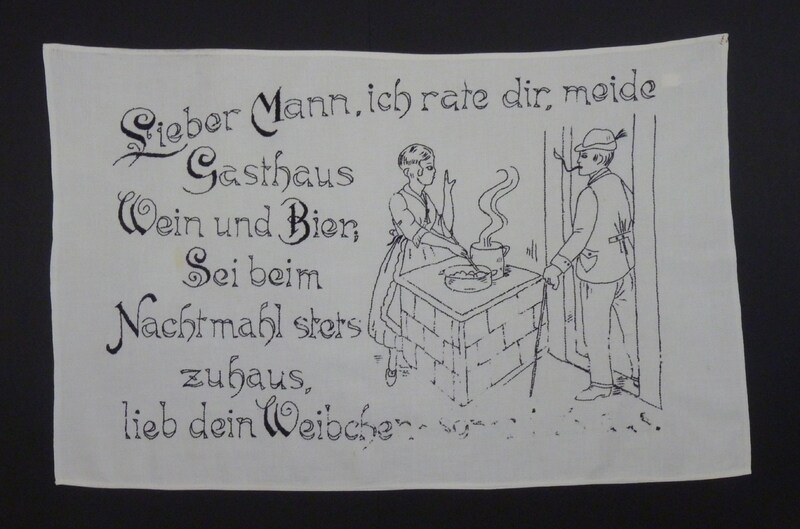 Lieber Mann, ich rate dir, meide
Gasthaus
Wein und Bier;
Sei beim
Nachtmahl stets
zuhaus,
lieb dein Weibchen